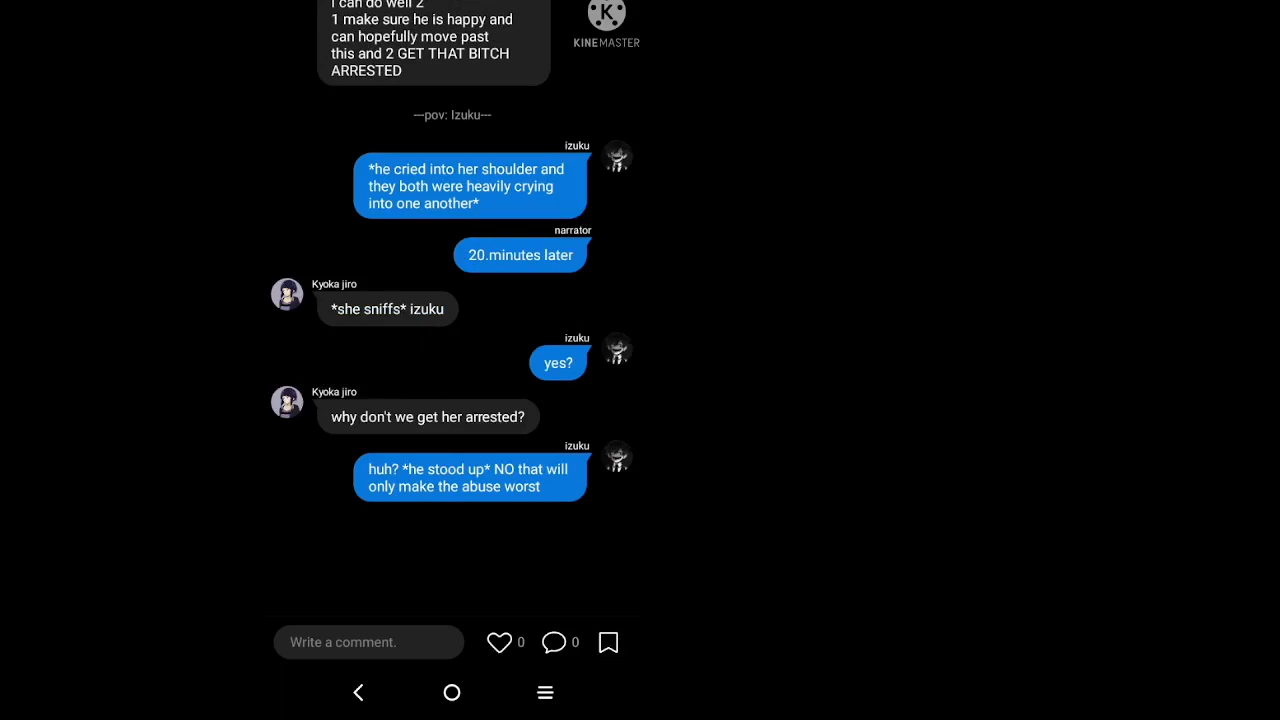 i can do well 2
1 make sure he is happy and
can hopefully move past
this and 2 GET THAT BITCH
ARRESTED
K
KINEMASTER
---pov: Izuku---
izuku
*he cried into her shoulder and
they both were heavily crying
into one another*
narrator
20.minutes later
Kyoka jiro
*she sniffs* izuku
izuku
yes?
Kyoka jiro
why don't we get her arrested?
izuku
huh? *he stood up* NO that will
only make the abuse worst
Write a comment.
0
0